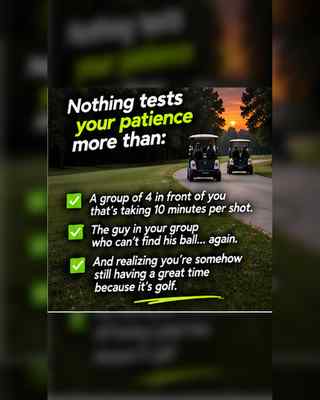 Nothing tests
your patience
more than:
A group of 4 in front of you
that's taking 10 minutes per shot.
The guy in your group
who can't find his ball... again.
And realizing you're somehow
still having a great time
because it's golf.